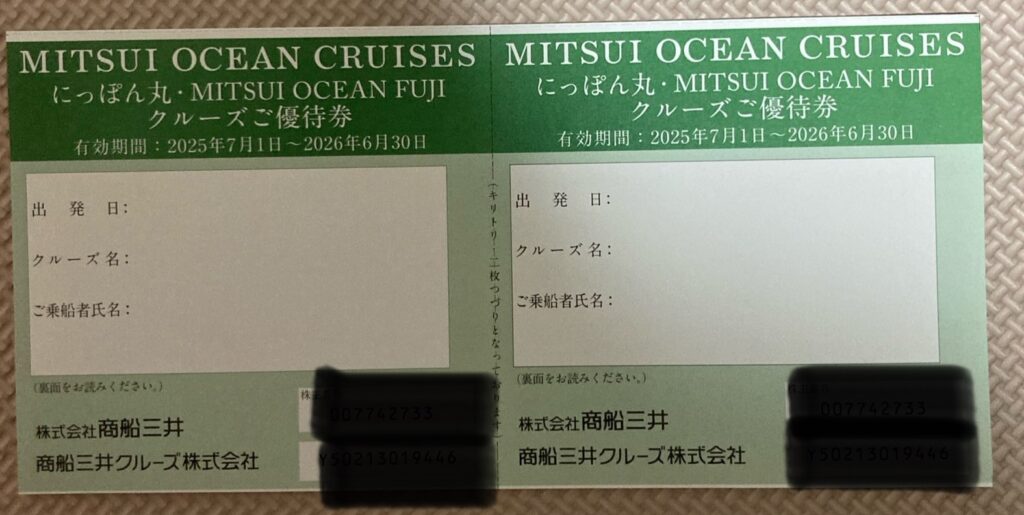 MITSUI OCEAN CRUISES
にっぽん丸・MITSUI OCEAN FUJI
クルーズご優待券
有効期間：2025年7月1日～2026年6月30日
出発日：
クルーズ名：
ご乗船者氏名：
（裏面をお読みください。）
株式会社商船三井
商船三井クルーズ株式会社
（キリトリ…二枚つづりとなっております）
MITSUI OCEAN CRUISES
にっぽん丸・MITSUI OCEAN FUJI
クルーズご優待券
有効期間：2025年7月1日～2026年6月30日
出発日：
クルーズ名：
ご乗船者氏名：
（裏面をお読みください。）
株式会社商船三井
商船三井クルーズ株式会社